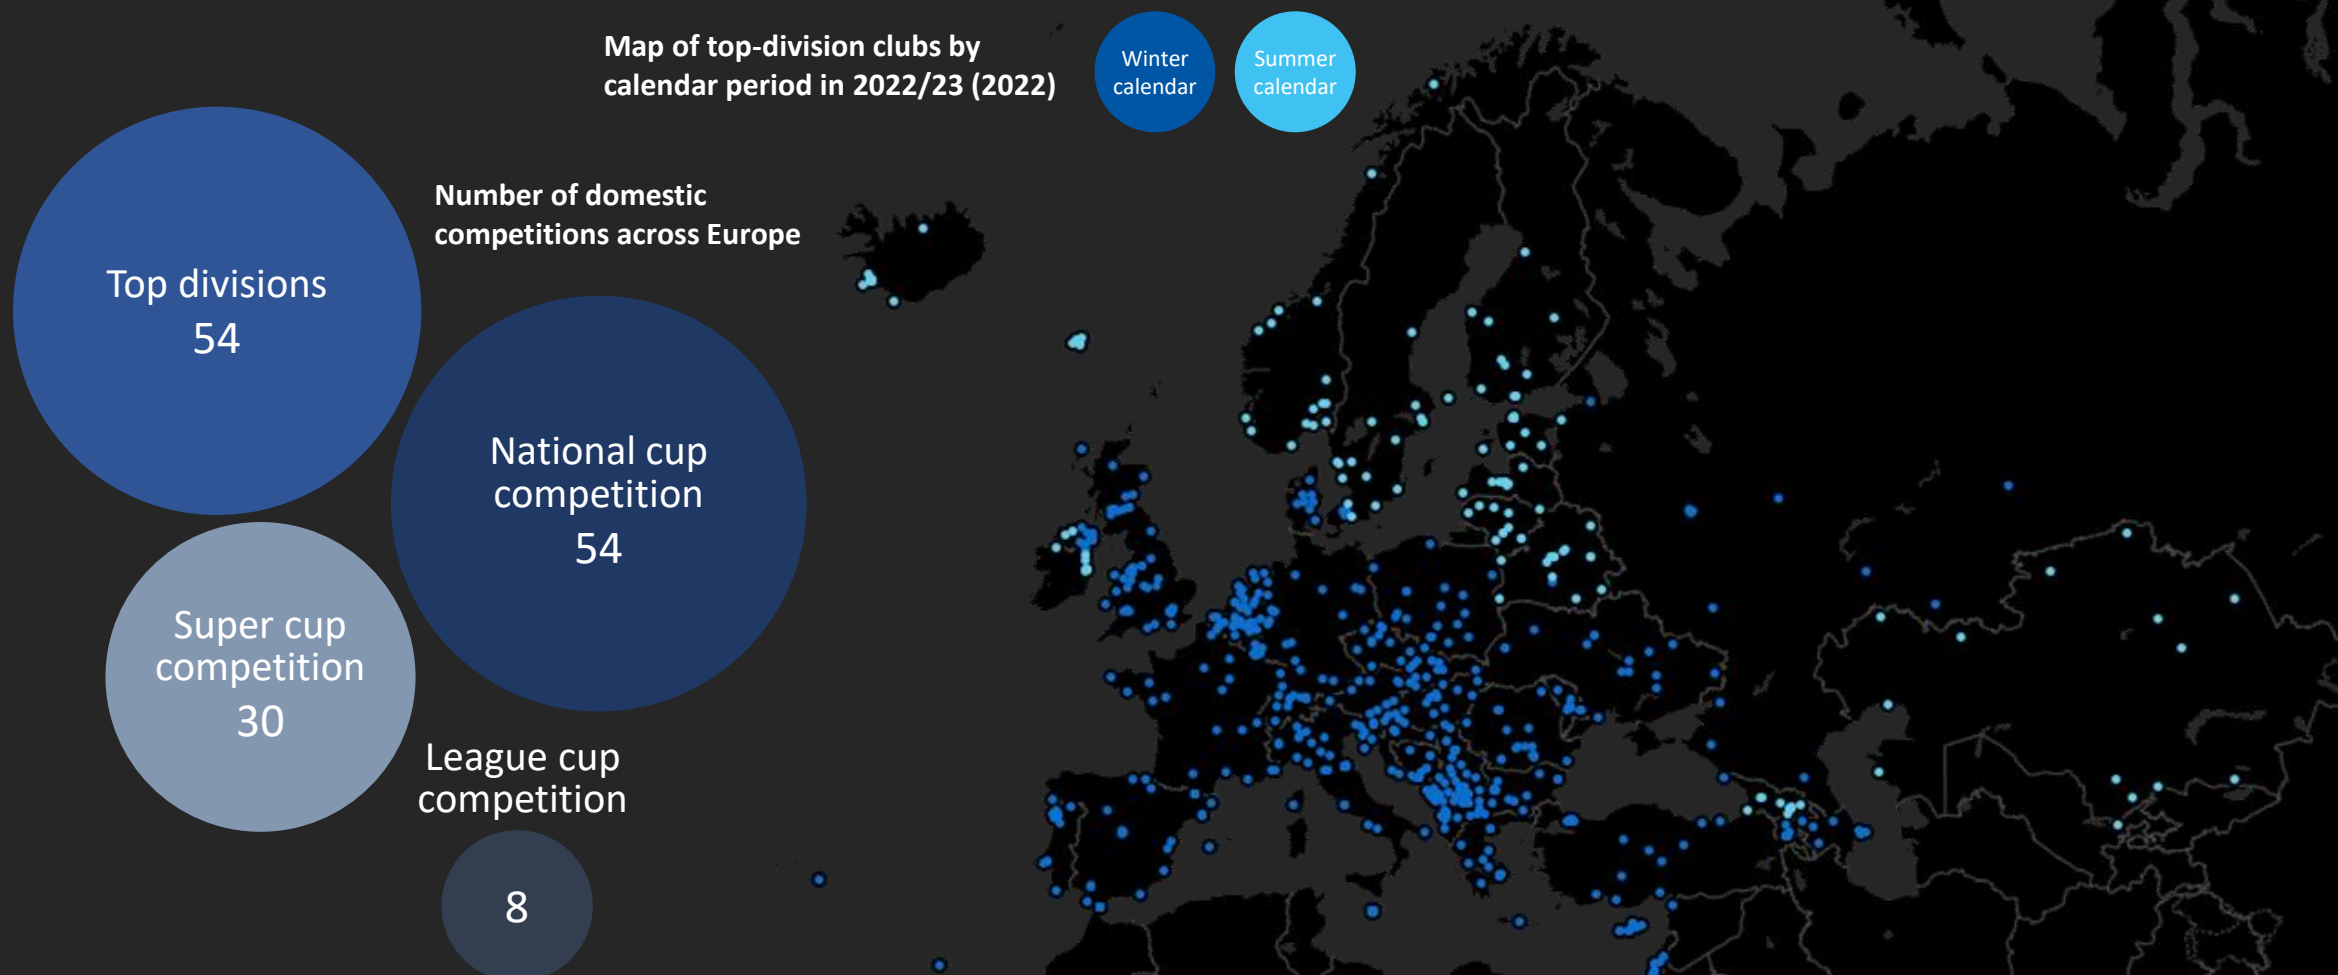 Map of top-division clubs by
calendar period in 2022/23 (2022)
Winter
calendar
Summer
calendar
Number of domestic
competitions across Europe
Top divisions
54
National cup
competition
54
Super cup
competition
30
League cup
competition
8